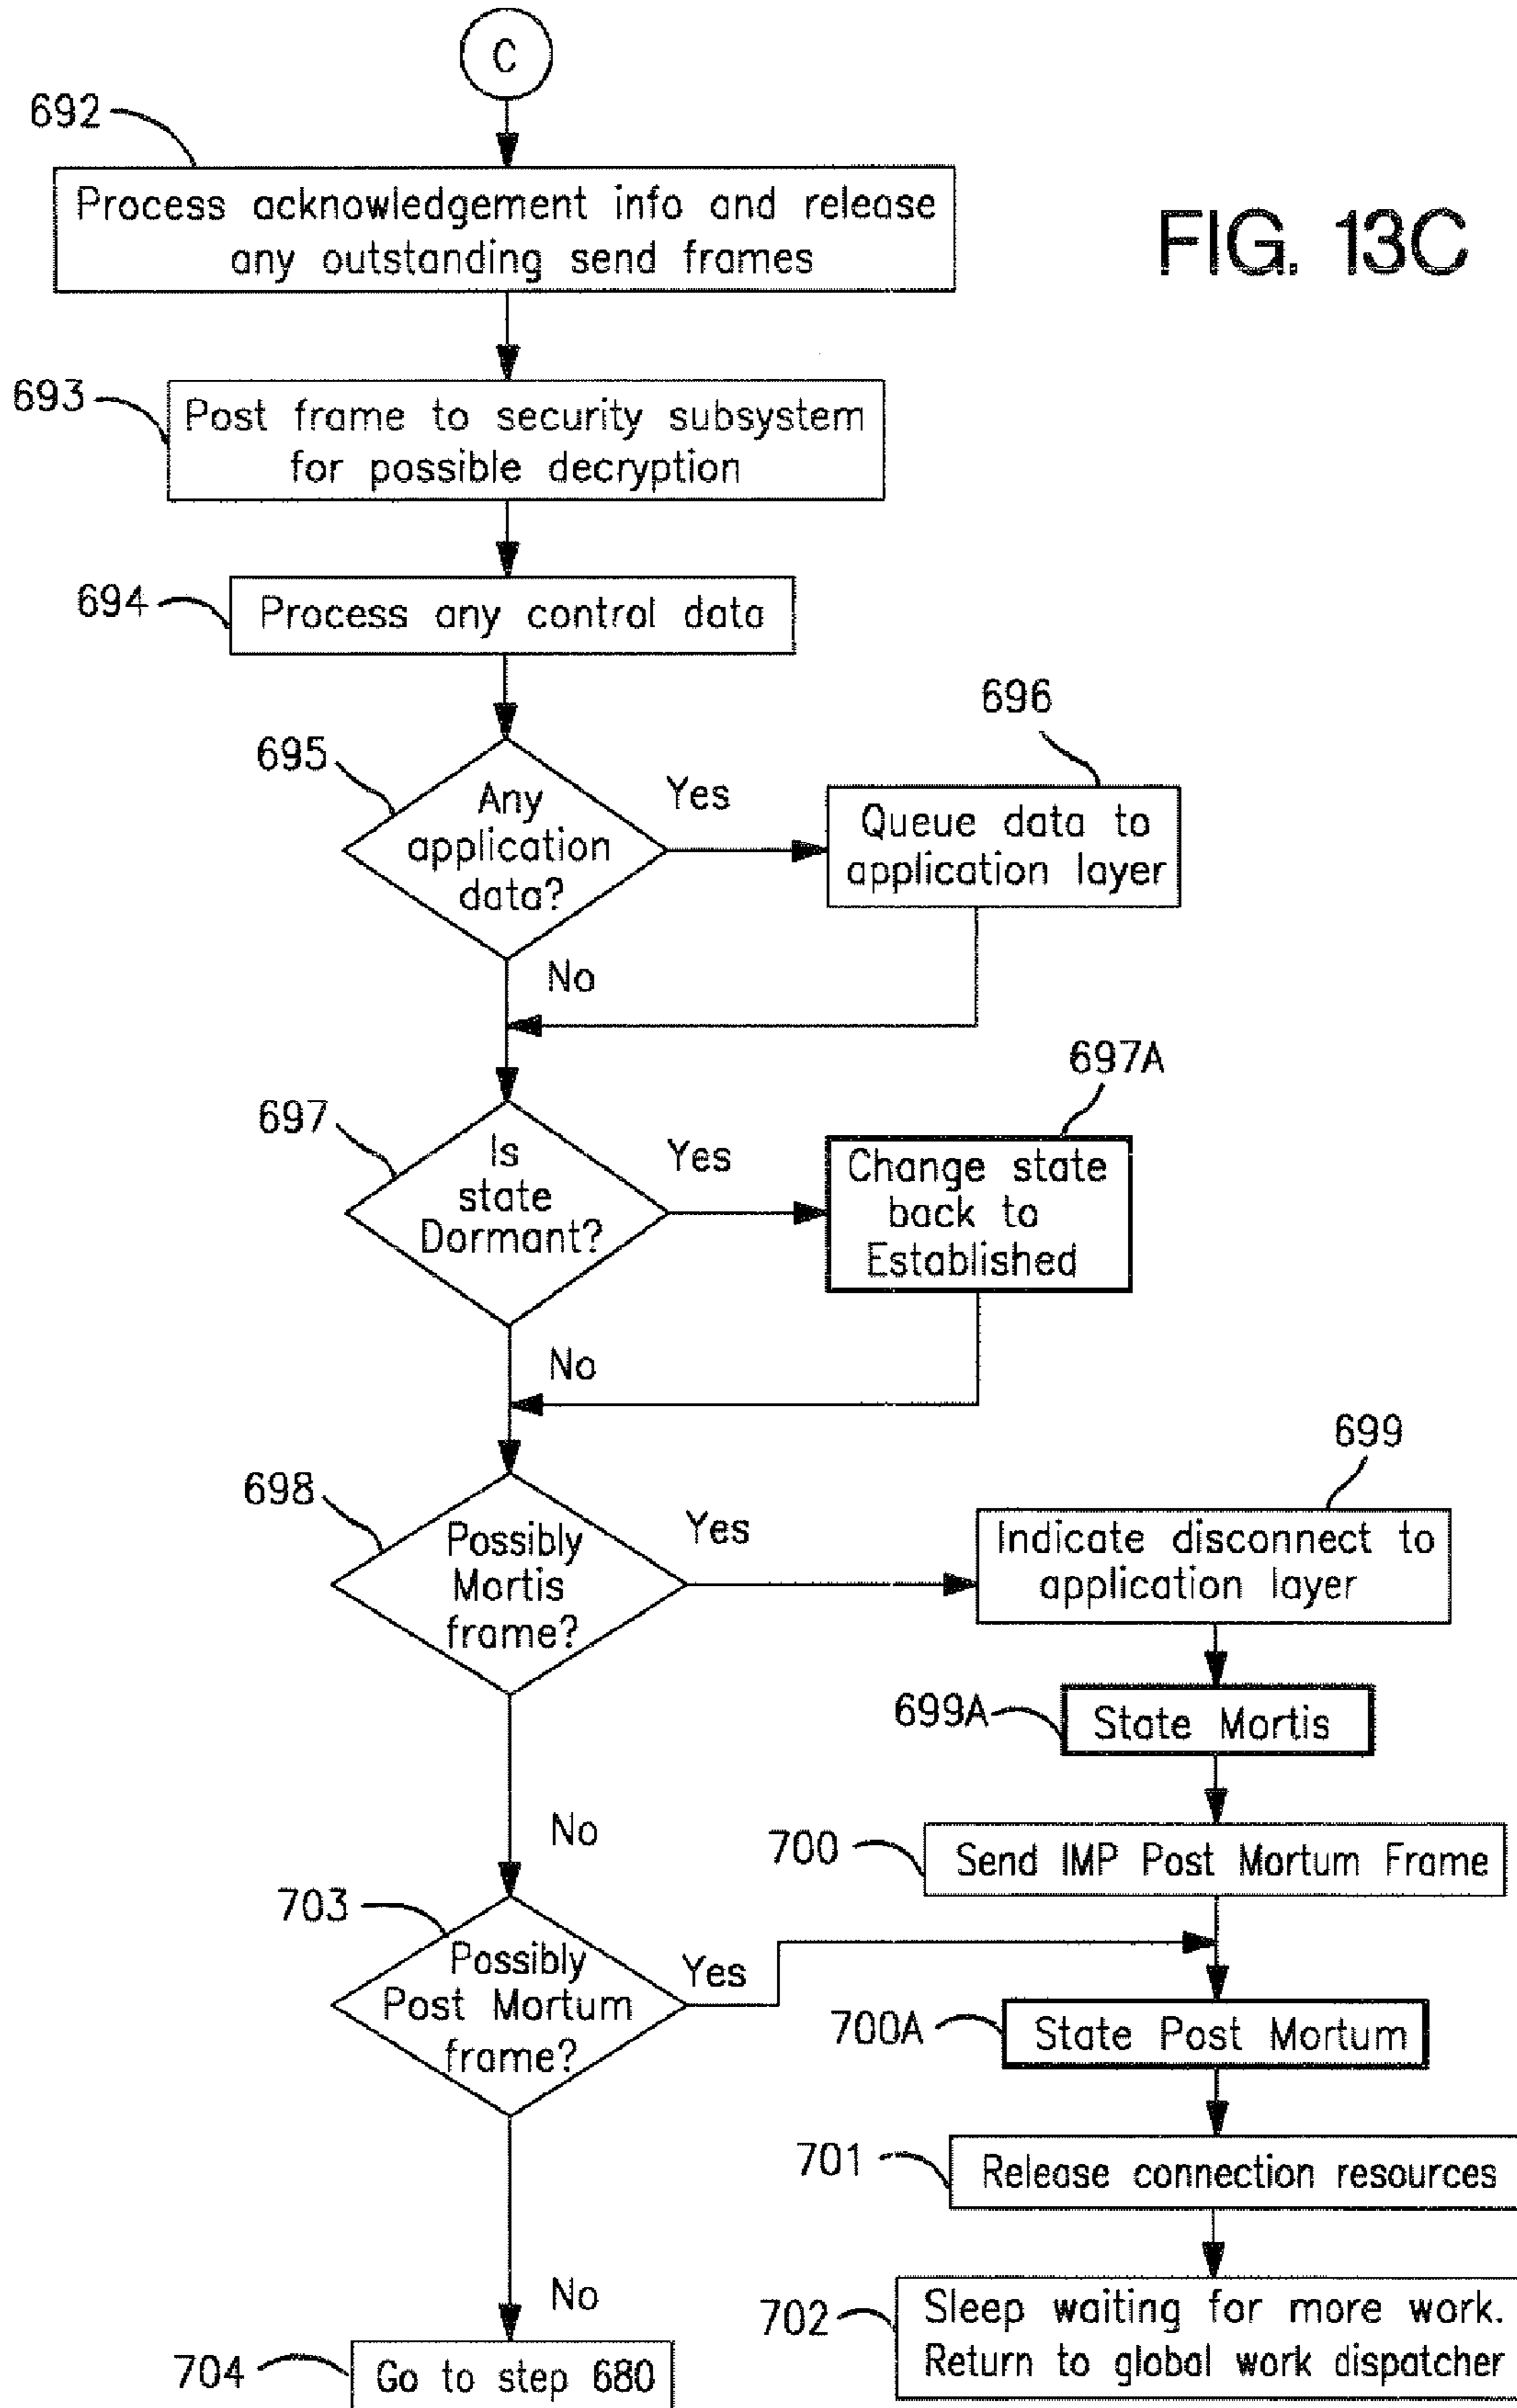 C
692
Process acknowledgement info and release
any outstanding send frames
FIG. 13C
693
Post frame to security subsystem
for possible decryption
694
Process any control data
695
Any
application
data?
Yes
696
Queue data to
application layer
No
697
Is
state
Dormant?
Yes
697A
Change state
back to
Established
No
698
Possibly
Mortis
frame?
Yes
699
Indicate disconnect to
application layer
699A
State Mortis
No
700
Send IMP Post Mortum Frame
703
Possibly
Post Mortum
frame?
Yes
700A
State Post Mortum
701
Release connection resources
No
702
Sleep waiting for more work.
Return to global work dispatcher
704
Go to step 680